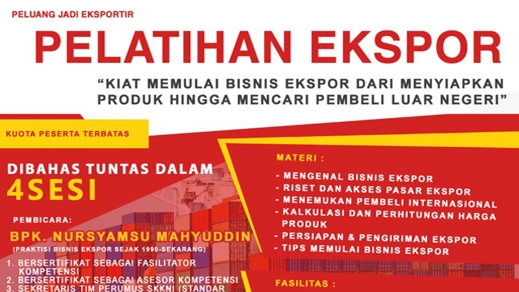 PELUANG JADI EKSPORTIR
PELATIHAN EKSPOR
“KIAT MEMULAI BISNIS EKSPOR DARI MENYIAPKAN
PRODUK HINGGA MENCARI PEMBELI LUAR NEGERI”
KUOTA PESERTA TERBATAS
DIBAHAS TUNTAS DALAM
4SESI
PEMBICARA:
BPK. NURSYAMSU MAHYUDDIN
(PRAKTISI BISNIS EKSPOR SEJAK 1990-SEKARANG)
1. BERSERTIFIKAT SEBAGAI FASILITATOR
KOMPETENSI
2. BERSERTIFIKAT SEBAGAI ASESOR KOMPETENSI
3. SEKRETARIS TIM PERUMUS SKKNI (STANDAR
MATERI :
- MENGENAL BISNIS EKSPOR
- RISET DAN AKSES PASAR EKSPOR
- MENEMUKAN PEMBELI INTERNASIONAL
- KALKULASI DAN PERHITUNGAN HARGA
PRODUK
- PERSIAPAN & PENGIRIMAN EKSPOR
- TIPS MEMULAI BISNIS EKSPOR
FASILITAS :